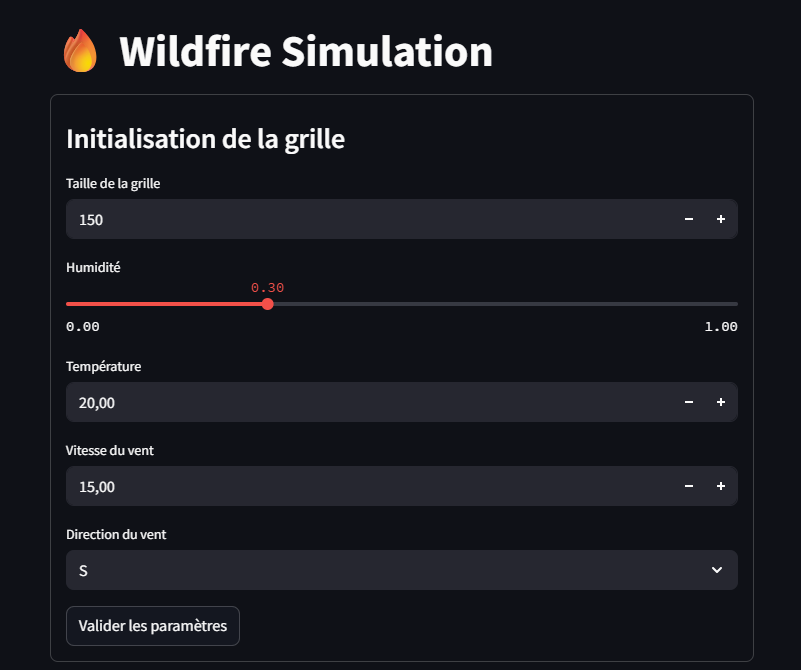 Wildfire Simulation
Initialisation de la grille
Taille de la grille
150
Humidité
0.30
0.00 1.00
Température
20,00
Vitesse du vent
15,00
Direction du vent
S
Valider les paramètres